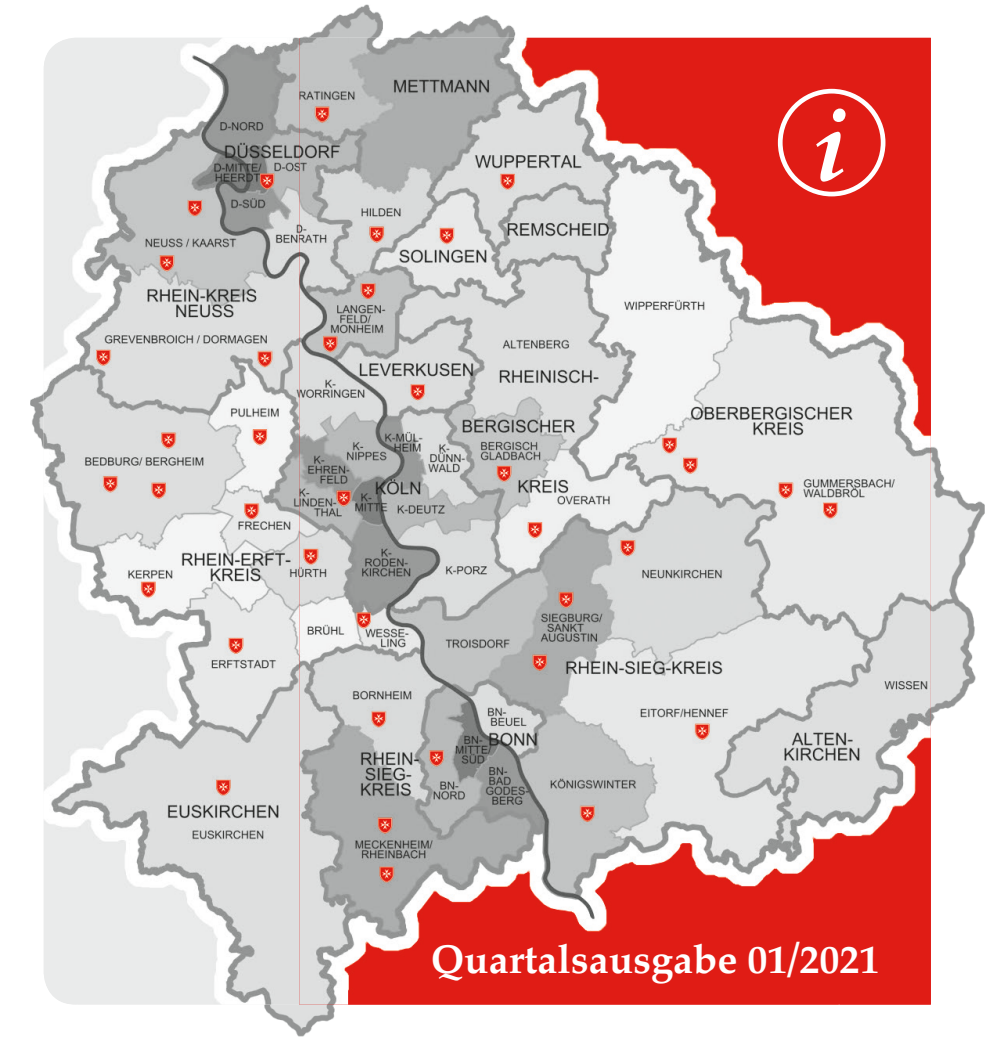 RATINGEN
METTMANN
D-NORD
DÜSSELDORF
D-MITTE/
HEERDT
D-OST
D-SÜD
WUPPERTAL
HILDEN
D-
BENRATH
REMSCHEID
SOLINGEN
NEUSS / KAARST
RHEIN-KREIS
NEUSS
LANGEN-
FELD/
MONHEIM
WIPPERFÜRTH
GREVENBROICH / DORMAGEN
ALTENBERG
LEVERKUSEN
RHEINISCH-
K-
WORRINGEN
PULHEIM
OBERBERGISCHER
KREIS
BERGISCHER
K-MÜL-
HEIM
K-
NIPPES
K-
DÜNN-
WALD
BERGISCH
GLADBACH
BEDBURG/ BERGHEIM
K-
EHREN-
FELD
KÖLN
KREIS
OVERATH
GUMMERSBACH/
WALDBRÖL
K-
LINDEN-
THAL
K-
MITTE
K-DEUTZ
FRECHEN
RHEIN-ERFT-
KREIS
KERPEN
HÜRTH
K-
RODEN-
KIRCHEN
K-PORZ
NEUNKIRCHEN
BRÜHL
WESSE-
LING
TROISDORF
SIEGBURG/
SANKT
AUGUSTIN
ERFTSTADT
RHEIN-SIEG-KREIS
WISSEN
BORNHEIM
BN-
BEUEL
EITORF/HENNEF
BONN
BN-
MITTE/
SÜD
ALTEN-
KIRCHEN
RHEIN-
SIEG-
KREIS
BN-
NORD
BN-
BAD
GODES-
BERG
KÖNIGSWINTER
EUSKIRCHEN
EUSKIRCHEN
MECKENHEIM/
RHEINBACH
i
Quartalsausgabe 01/2021